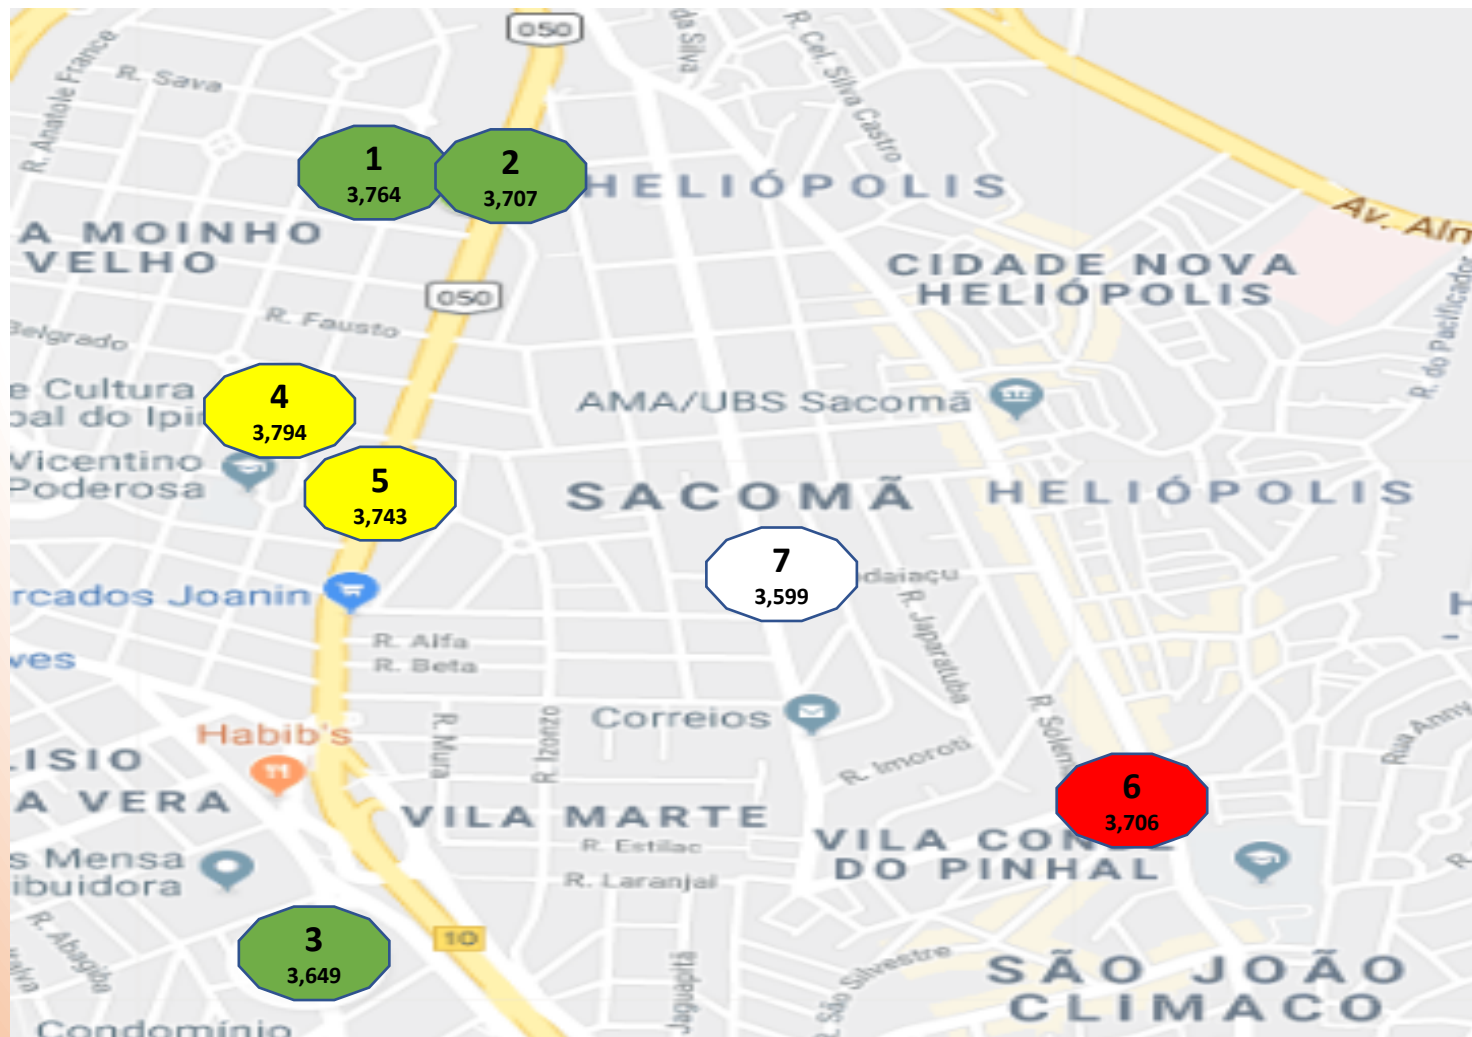 050
R. Sava
R. Anatole France
da Silva
R. Cel. Silva Castro
1
3,764
2
3,707
HELIÓPOLIS
Av. Alm
A MOINHO
VELHO
CIDADE NOVA
HELIÓPOLIS
050
R. do Pacificador
R. Fausto
Belgrado
e Cultura
pal do Ipi
4
3,794
AMA/UBS Sacomã
Vicentino
Poderosa
5
3,743
SACOMÃ
HELIÓPOLIS
7
3,599
daiaçu
rcados Joanin
R. Japaratuba
H
R. Alfa
R. Beta
ves
Correios
R. Mura
R. Izonzo
Habib's
R. Imoroti
Rua Anny
LISIO
A VERA
6
3,706
VILA MARTE
R. Estilac
VILA CON
DO PINHAL
R. Laranjal
s Mensa
ibuidora
R. Abagiba
3
3,649
10
Jaguapitã
R. São Silvestre
SÃO JOÃO
CLIMACO
Condomínio